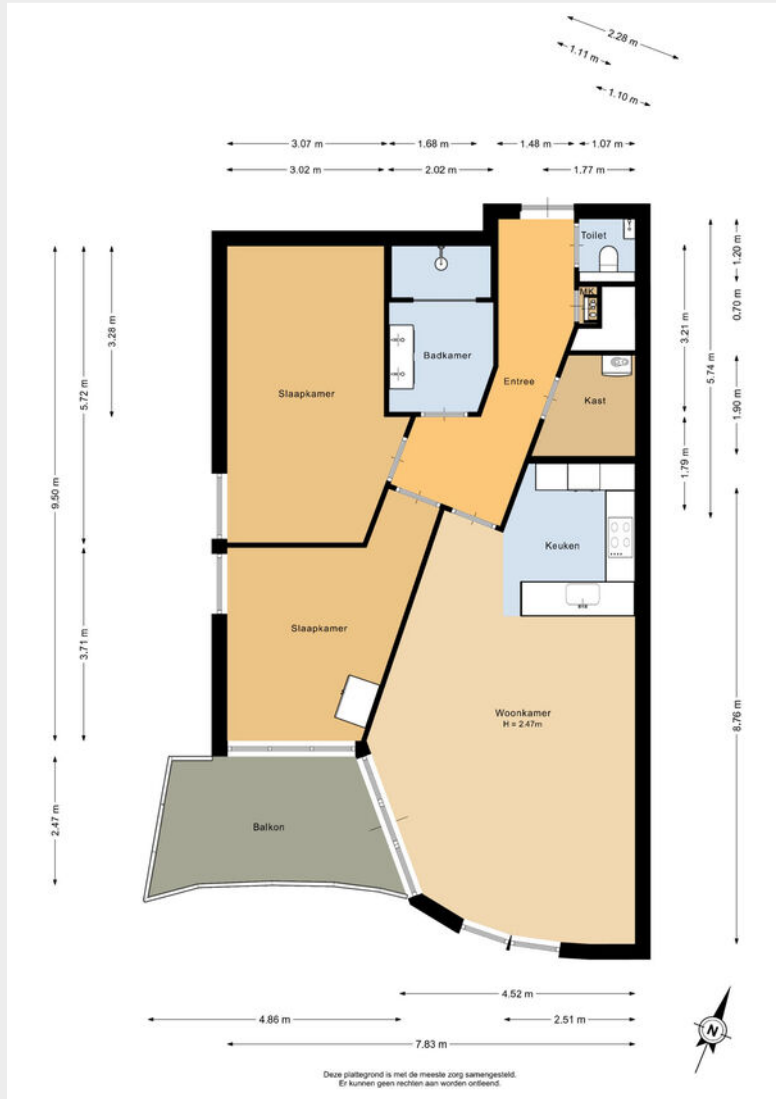 2.28 m
1.11 m
1.10 m
3.07 m
1.68 m
1.48 m
1.07 m
3.02 m
2.02 m
1.77 m
Toilet
1.20 m
MK
0.70 m
3.28 m
3.21 m
5.74 m
5.72 m
Badkamer
Slaapkamer
Entree
Kast
1.90 m
1.79 m
9.50 m
Keuken
3.71 m
Slaapkamer
Woonkamer
H = 2.47m
8.76 m
2.47 m
Balkon
4.52 m
4.86 m
2.51 m
7.83 m
N
Deze plattegrond is met de meeste zorg samengesteld.
Er kunnen geen rechten aan worden ontleend.